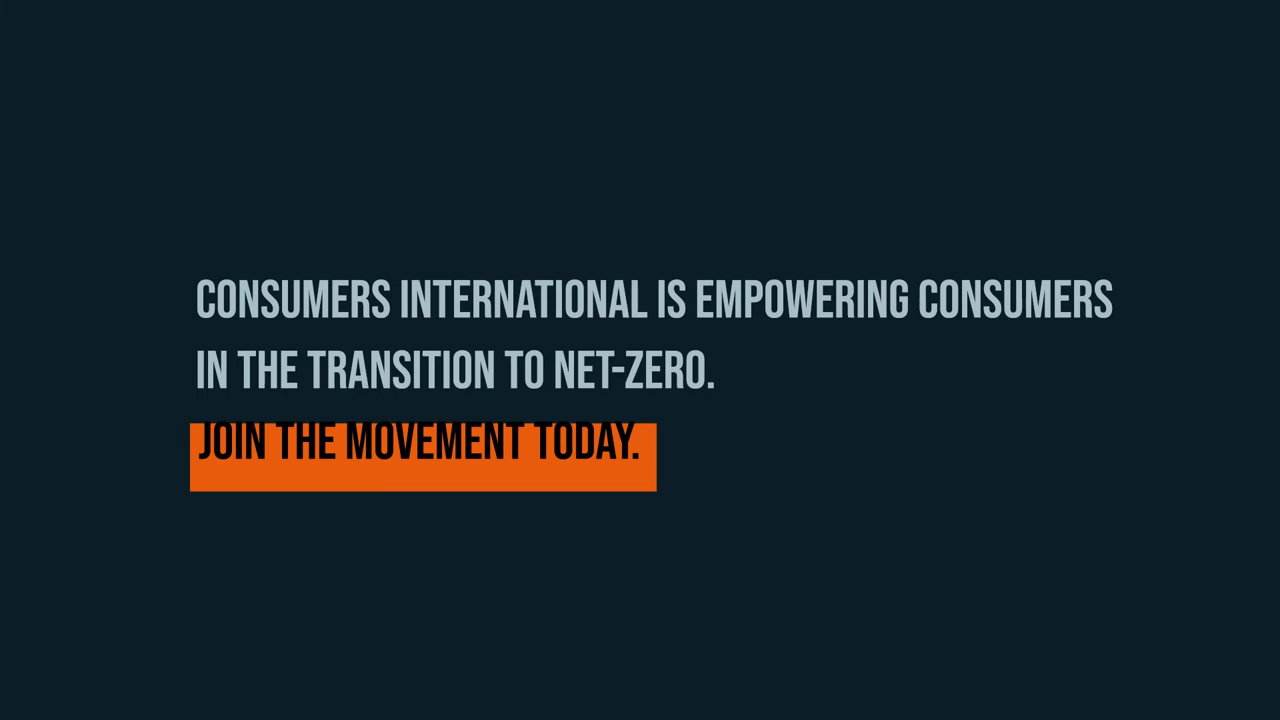 CONSUMERS INTERNATIONAL IS EMPOWERING CONSUMERS
IN THE TRANSITION TO NET-ZERO.
JOIN THE MOVEMENT TODAY.